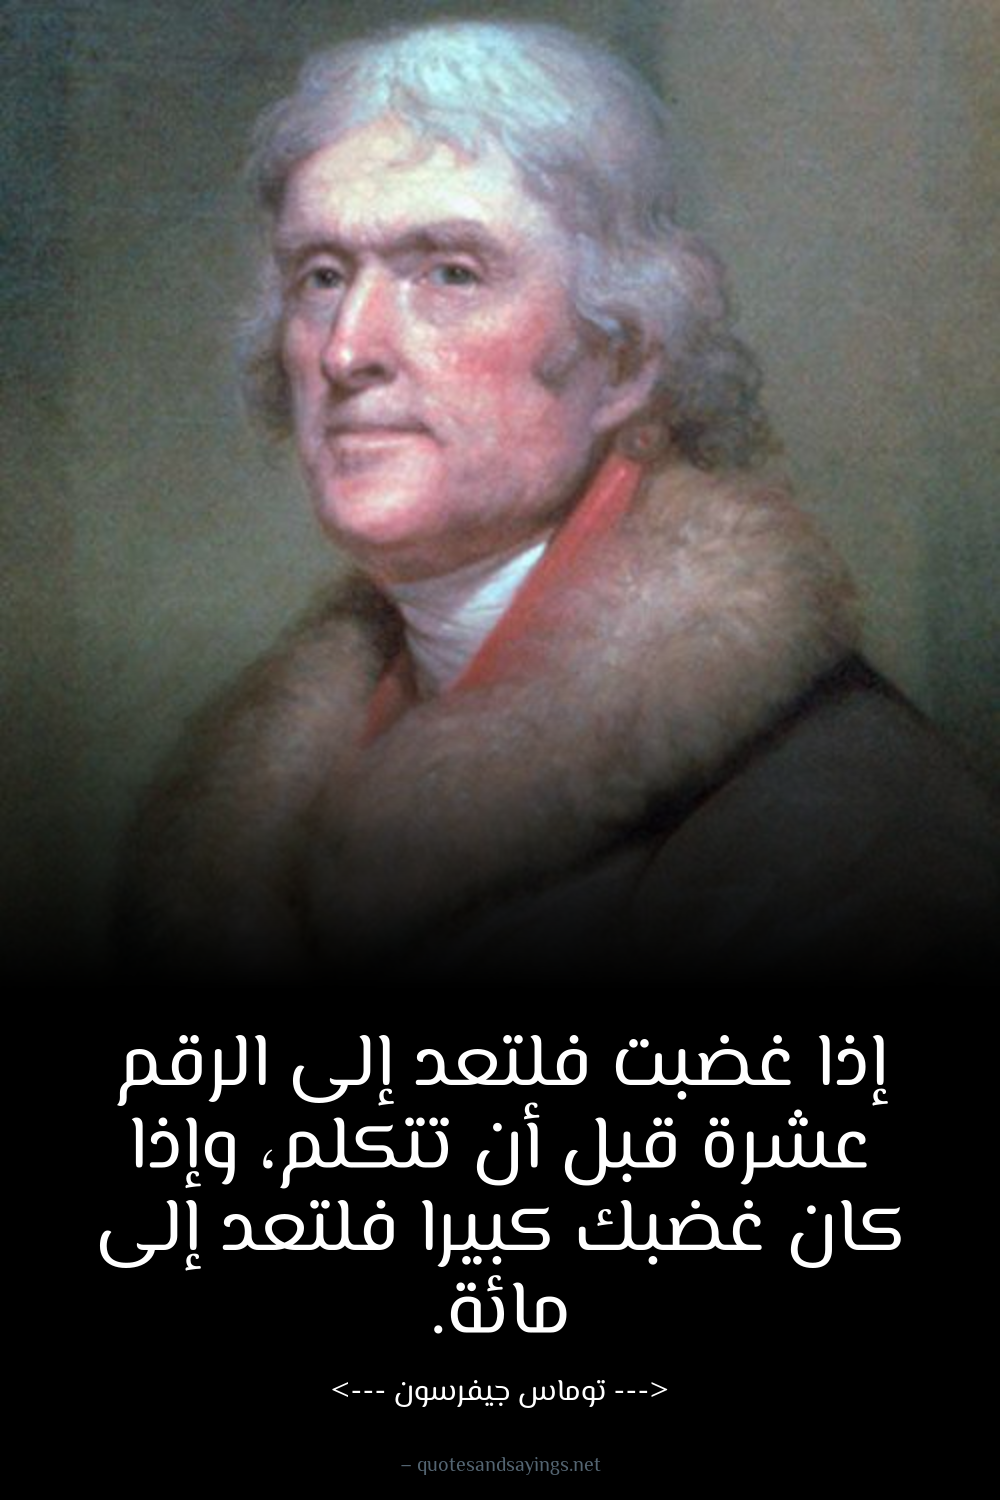 إذا غضبت فلتعد إلى الرقم
عشرة قبل أن تتكلم، وإذا
كان غضبك كبيرا فلتعد إلى
مائة.
<--- توماس جيفرسون --->
– quotesandsayings.net